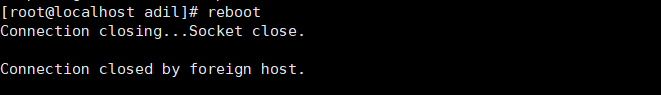 [root@localhost adil]# reboot
Connection closing...Socket close.
Connection closed by foreign host.